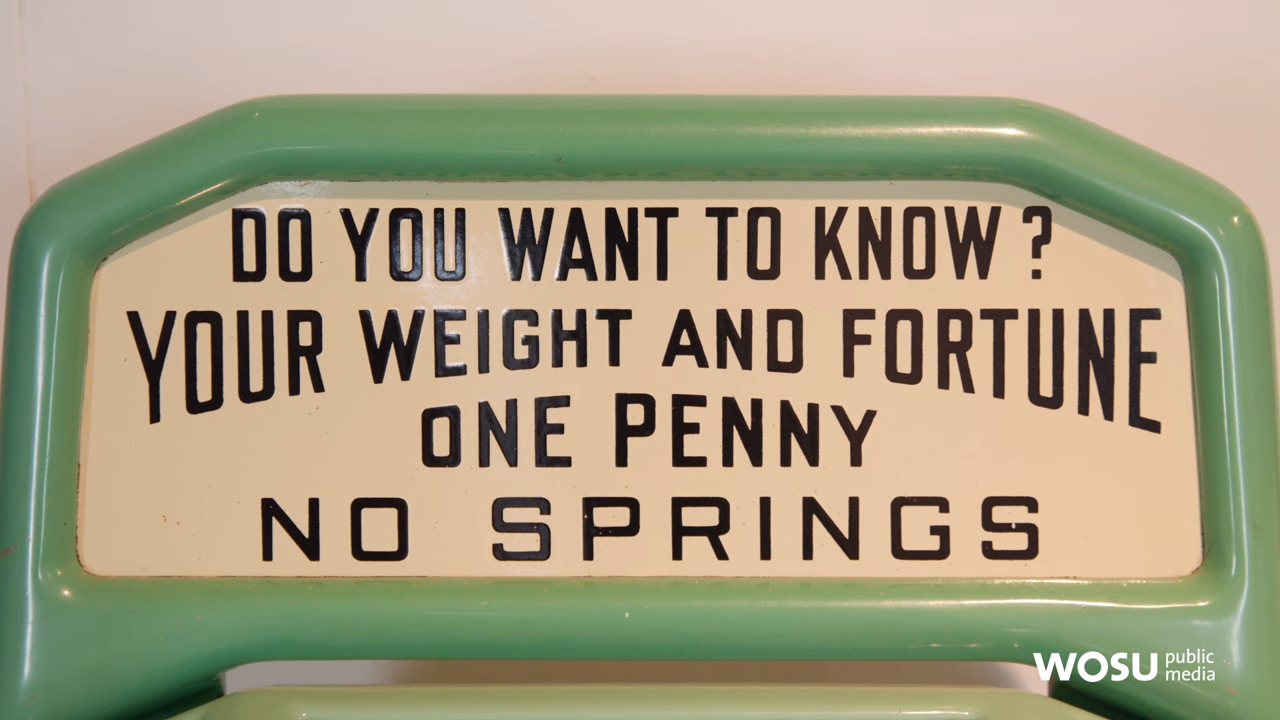 DO YOU WANT TO KNOW?
YOUR WEIGHT AND FORTUNE
ONE PENNY
NO SPRINGS
WOSU public media